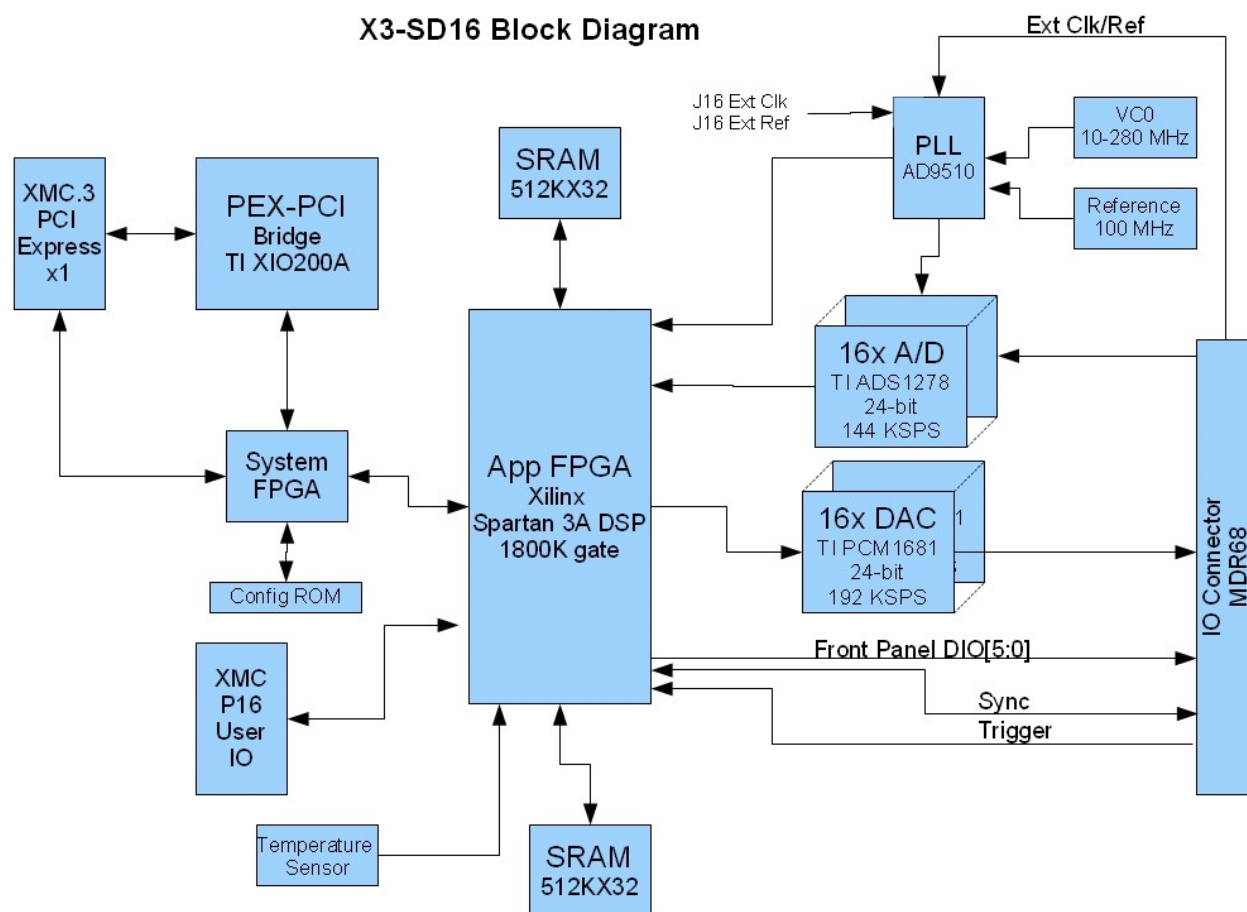 X3-SD16 Block Diagram
Ext Clk/Ref
J16 Ext Clk
J16 Ext Ref
PLL
AD9510
VC0
10-280 MHz
Reference
100 MHz
SRAM
512KX32
XMC.3
PCI
Express
x1
PEX-PCI
Bridge
TI XIO200A
16x A/D
TI ADS1278
24-bit
144 KSPS
System
FPGA
App FPGA
Xilinx
Spartan 3A DSP
1800K gate
16x DAC
TI PCM1681
24-bit
192 KSPS
IO Connector
MDR68
Config ROM
Front Panel DIO[5:0]
XMC
P16
User
IO
Sync
Trigger
Temperature
Sensor
SRAM
512KX32